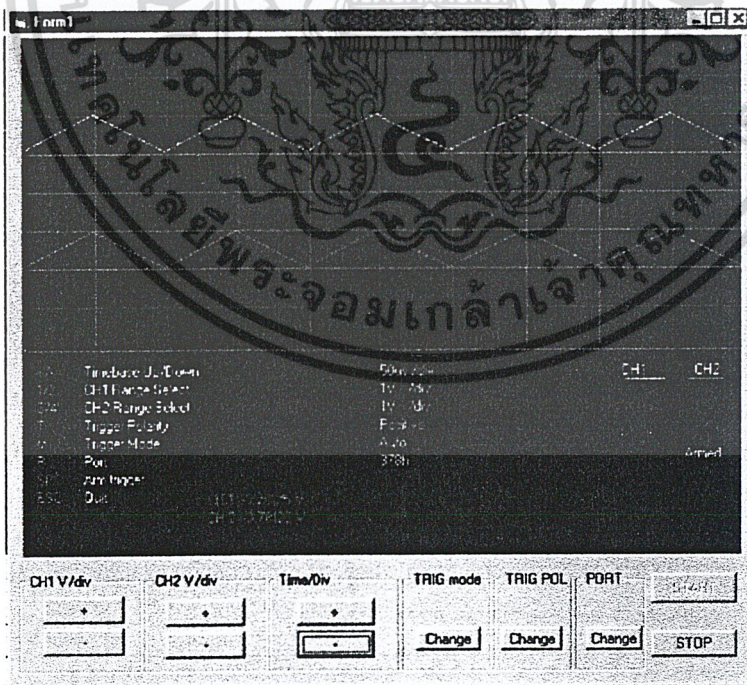 Form1
เทคโนโลยีพระจอมเกล้าเจ้าคุณทหาร
Timebase Up/Down
CH1 Range Select 1V /div
CH2 Range Select 1V /div
Trigger Polarity Positive
Trigger Mode Auto
Port 378h
Arm trigger
ESC Quit
CH1 CH2
Armed
CH1 V/div CH2 V/div Time/Div TRIG mode TRIG POL PORT
+ + + START
- - - Change Change Change STOP